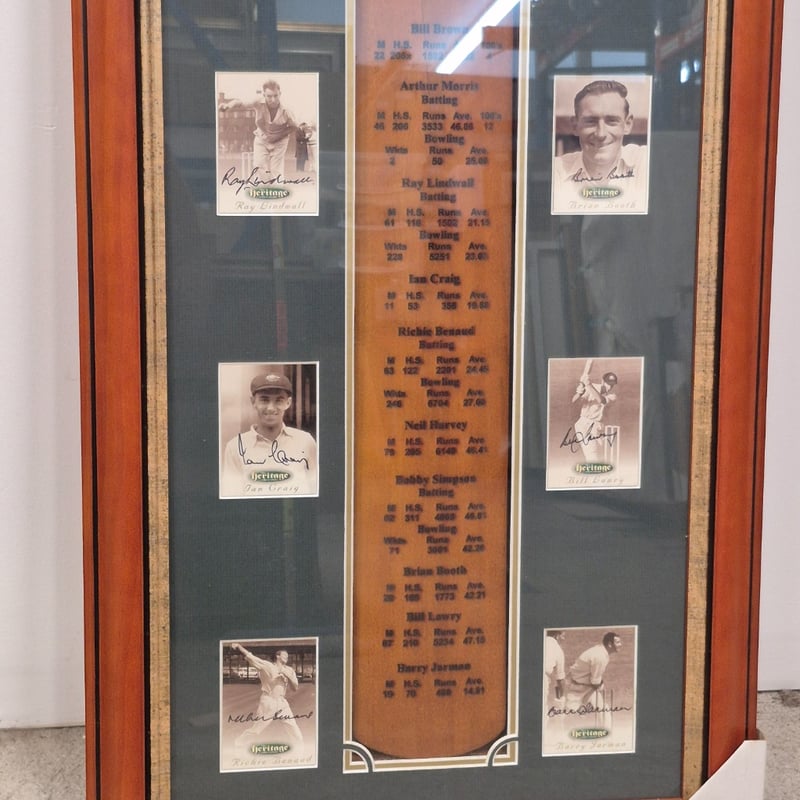 Bill Brown
M H.S. Runs 100's
22 206* 1592
Arthur Morris
Batting
M H.S. Runs Ave. 100's
46 206 3533 46.86 12
Bowling
Wkts Runs Ave.
2 50 25.00
Ray Lindwall
Batting
M H.S. Runs Ave.
61 118 1502 21.15
Bowling
Wkts Runs Ave.
228 5251 23.03
Ian Craig
M H.S. Runs Ave.
11 53 358 19.88
Richie Benaud
Batting
M H.S. Runs Ave.
63 122 2201 24.45
Bowling
Wkts Runs Ave.
248 6704 27.03
Neil Harvey
M H.S. Runs Ave.
79 205 6149 48.41
Bobby Simpson
Batting
M H.S. Runs Ave.
62 311 4869 46.81
Bowling
Wkts Runs Ave.
71 3001 42.26
Brian Booth
M H.S. Runs Ave.
29 169 1773 42.21
Bill Lawry
M H.S. Runs Ave.
67 210 5234 47.15
Barry Jarman
M H.S. Runs Ave.
19 78 400 14.81
Ray Lindwall
Heritage
Ray Lindwall
Brian Booth
Heritage
Brian Booth
Ian Craig
Heritage
Ian Craig
Heritage
Bill Lawry
Heritage
Richie Benaud
Barry Jarman
Heritage
Barry Jarman